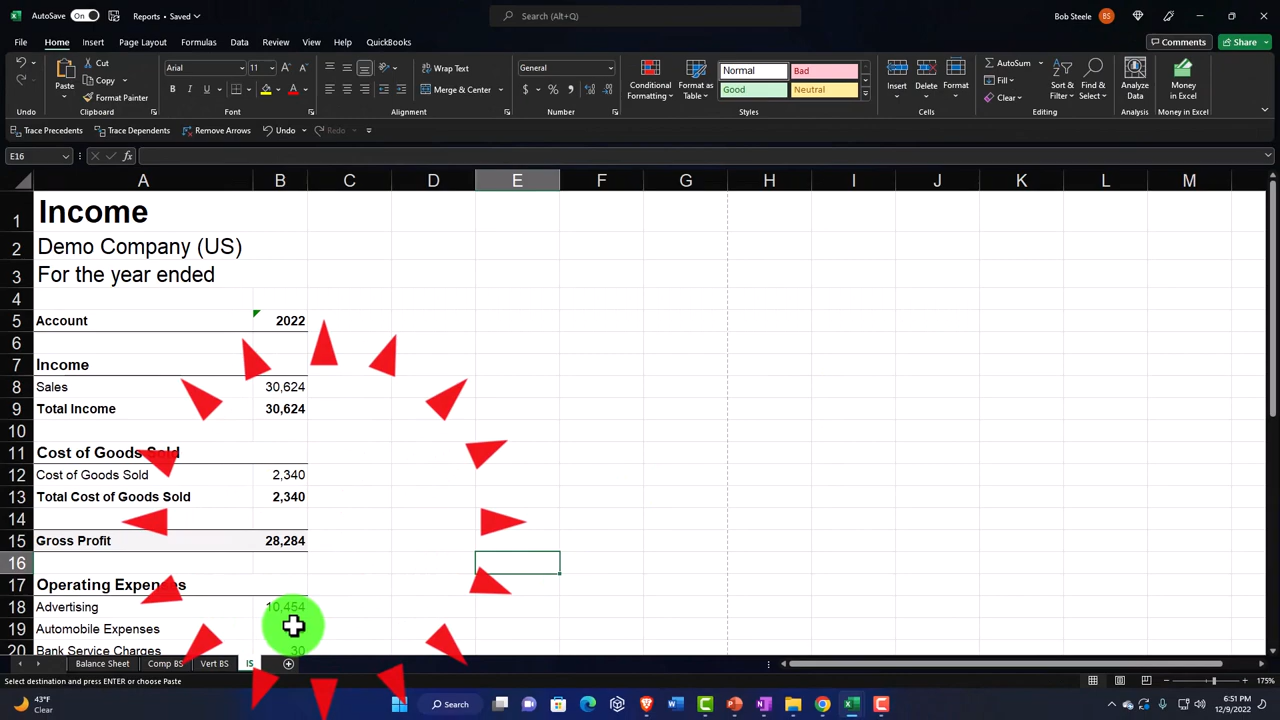 AutoSave On Reports • Saved Search (Alt+Q) Bob Steele BS
File Home Insert Page Layout Formulas Data Review View Help QuickBooks Comments Share
Paste Cut Copy Format Painter Arial 11 Wrap Text Merge & Center General Conditional Formatting Format as Table Normal Bad Good Neutral Insert Delete Format AutoSum Fill Clear Sort & Filter Find & Select Analyze Data Money in Excel
Undo Clipboard Font Alignment Number Styles Cells Editing Analysis Money in Excel
Trace Precedents Trace Dependents Remove Arrows Undo Redo
E16 fx
A B C D E F G H I J K L M
1 Income
2 Demo Company (US)
3 For the year ended
4
5 Account 2022
6
7 Income
8 Sales 30,624
9 Total Income 30,624
10
11 Cost of Goods Sold
12 Cost of Goods Sold 2,340
13 Total Cost of Goods Sold 2,340
14
15 Gross Profit 28,284
16
17 Operating Expenses
18 Advertising 10,454
19 Automobile Expenses
20 Bank Service Charges 30
Balance Sheet Comp BS Vert BS IS
Select destination and press ENTER or choose Paste 175%
43°F Clear Search 6:51 PM 12/9/2022